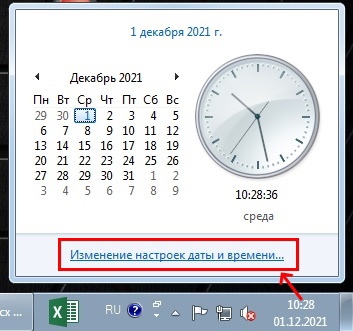 1 декабря 2021 г.
Декабрь 2021
Пн Вт Ср Чт Пт Сб Вс
29 30 1 2 3 4 5
6 7 8 9 10 11 12
13 14 15 16 17 18 19
20 21 22 23 24 25 26
27 28 29 30 31 1 2
3 4 5 6 7 8 9
10:28:36
среда
Изменение настроек даты и времени...
сх
RU
10:28
01.12.2021